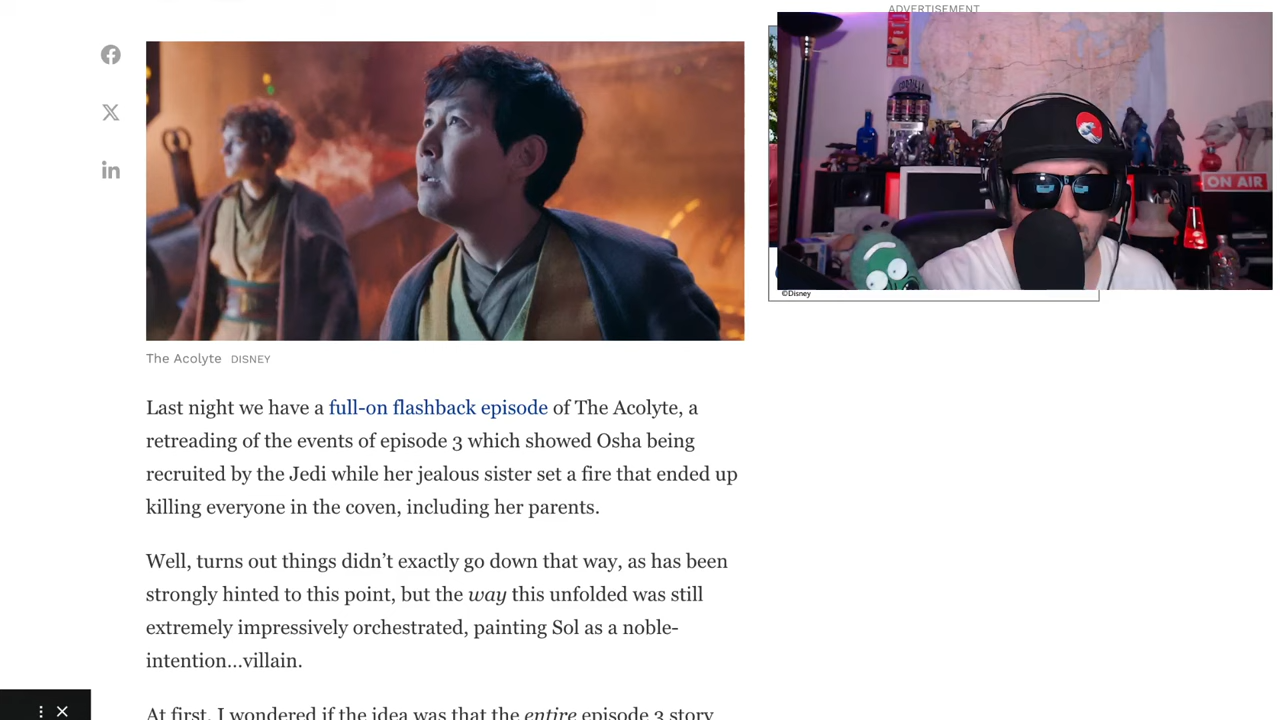 ADVERTISEMENT
ON AIR
©Disney
The Acolyte DISNEY
Last night we have a full-on flashback episode of The Acolyte, a
retreading of the events of episode 3 which showed Osha being
recruited by the Jedi while her jealous sister set a fire that ended up
killing everyone in the coven, including her parents.
Well, turns out things didn’t exactly go down that way, as has been
strongly hinted to this point, but the way this unfolded was still
extremely impressively orchestrated, painting Sol as a noble-
intention…villain.
At first, I wondered if the idea was that the entire episode 3 story